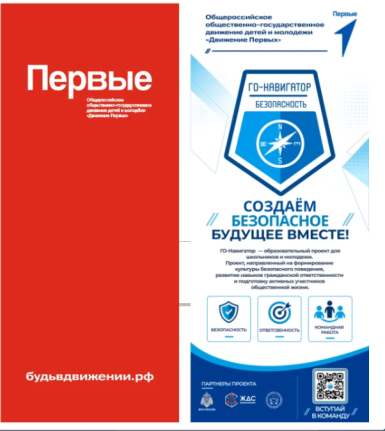 Первые
Общероссийское
общественно-государственное
движение детей и молодежи
«Движение Первых»
будьвдвижении.рф
Общероссийское
общественно-государственное
движение детей и молодежи
«Движение Первых»
Первые
ГО-НАВИГАТОР
БЕЗОПАСНОСТЬ
N
E
S
W
СОЗДАЁМ
БЕЗОПАСНОЕ
БУДУЩЕЕ ВМЕСТЕ!
ГО-Навигатор — образовательный проект для
школьников и молодежи.
Проект, направленный на формирование
культуры безопасного поведения,
развитие навыков гражданской ответственности
и подготовку активных участников
общественной жизни.
БЕЗОПАСНОСТЬ
ОТВЕТСТВЕННОСТЬ
КОМАНДНАЯ
РАБОТА
ПАРТНЕРЫ ПРОЕКТА
ЖДС
ВСТУПАЙ
В КОМАНДУ